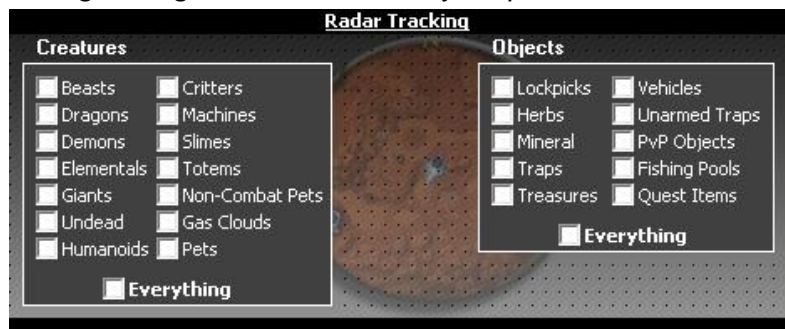 Radar Tracking
Creatures
Beasts Critters
Dragons Machines
Demons Slimes
Elementals Totems
Giants Non-Combat Pets
Undead Gas Clouds
Humanoids Pets
Everything
Objects
Lockpicks Vehicles
Herbs Unarmed Traps
Mineral PvP Objects
Traps Fishing Pools
Treasures Quest Items
Everything